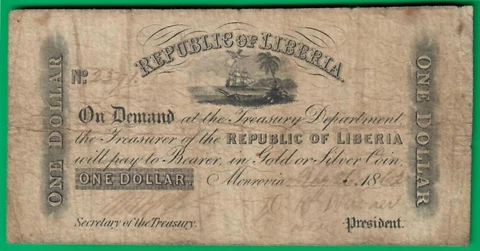 REPUBLIC OF LIBERIA.
No
ONE DOLLAR
ONE DOLLAR
On Demand at the Treasury Department
the Treasurer of the REPUBLIC OF LIBERIA
will pay to Bearer, in Gold or Silver Coin,
ONE DOLLAR. Monrovia 186
Secretary of the Treasury. President.